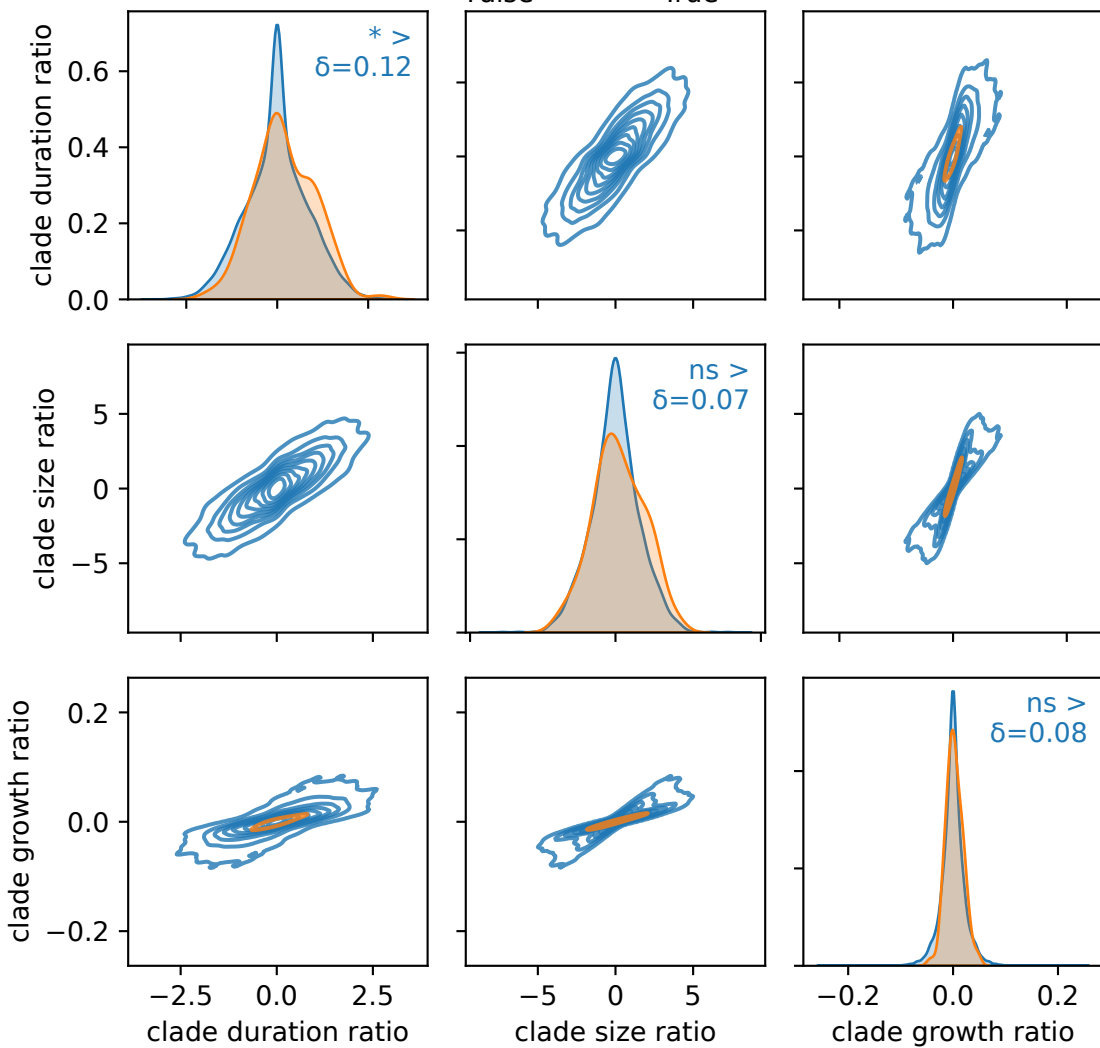 clade duration ratio
0.6
0.4
0.2
0.0
* >
δ=0.12
clade size ratio
5
0
−5
ns >
δ=0.07
clade growth ratio
0.2
0.0
−0.2
ns >
δ=0.08
−2.5 0.0 2.5
−5 0 5
−0.2 0.0 0.2
clade duration ratio
clade size ratio
clade growth ratio